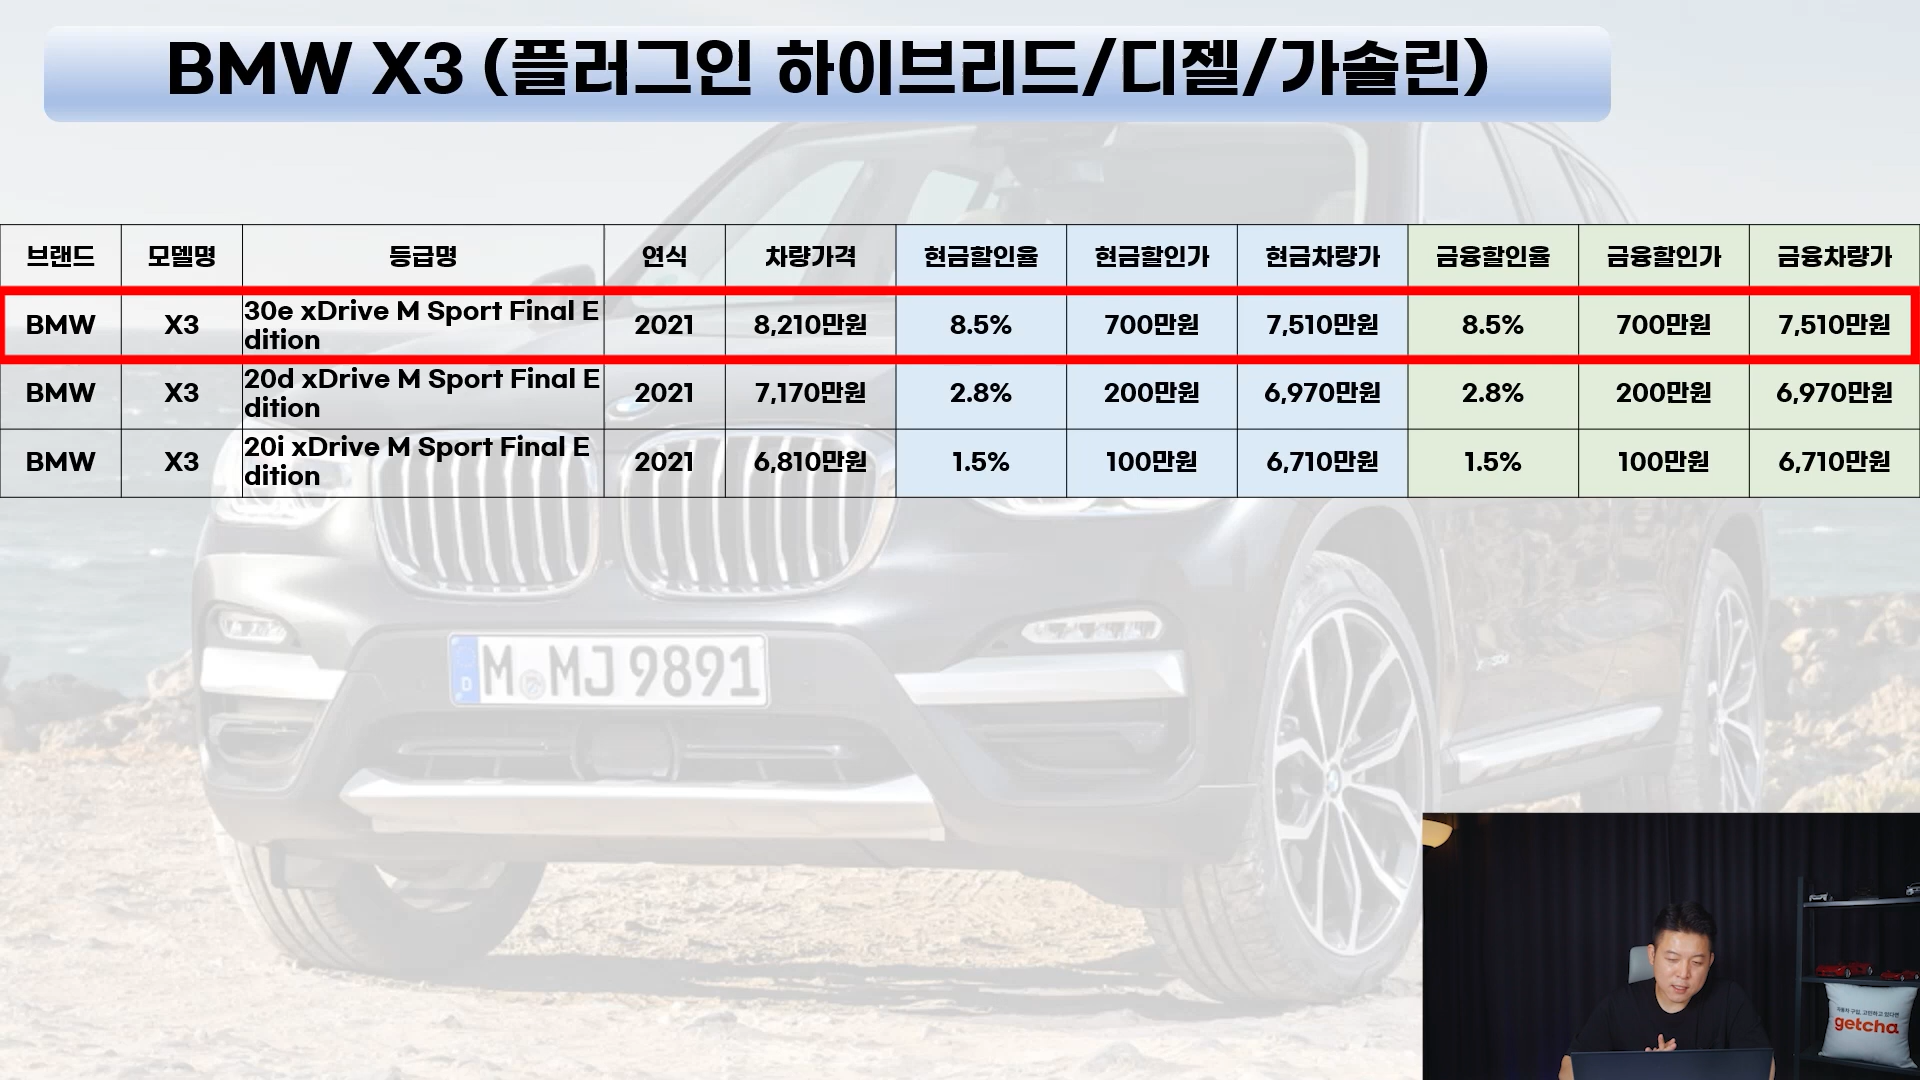 BMW X3 (플러그인 하이브리드/디젤/가솔린)
브랜드 모델명 등급명 연식 차량가격 현금할인율 현금할인가 현금차량가 금융할인율 금융할인가 금융차량가
BMW X3 30e xDrive M Sport Final E
dition 2021 8,210만원 8.5% 700만원 7,510만원 8.5% 700만원 7,510만원
BMW X3 20d xDrive M Sport Final E
dition 2021 7,170만원 2.8% 200만원 6,970만원 2.8% 200만원 6,970만원
BMW X3 20i xDrive M Sport Final E
dition 2021 6,810만원 1.5% 100만원 6,710만원 1.5% 100만원 6,710만원
M MJ 9891
D
getcha